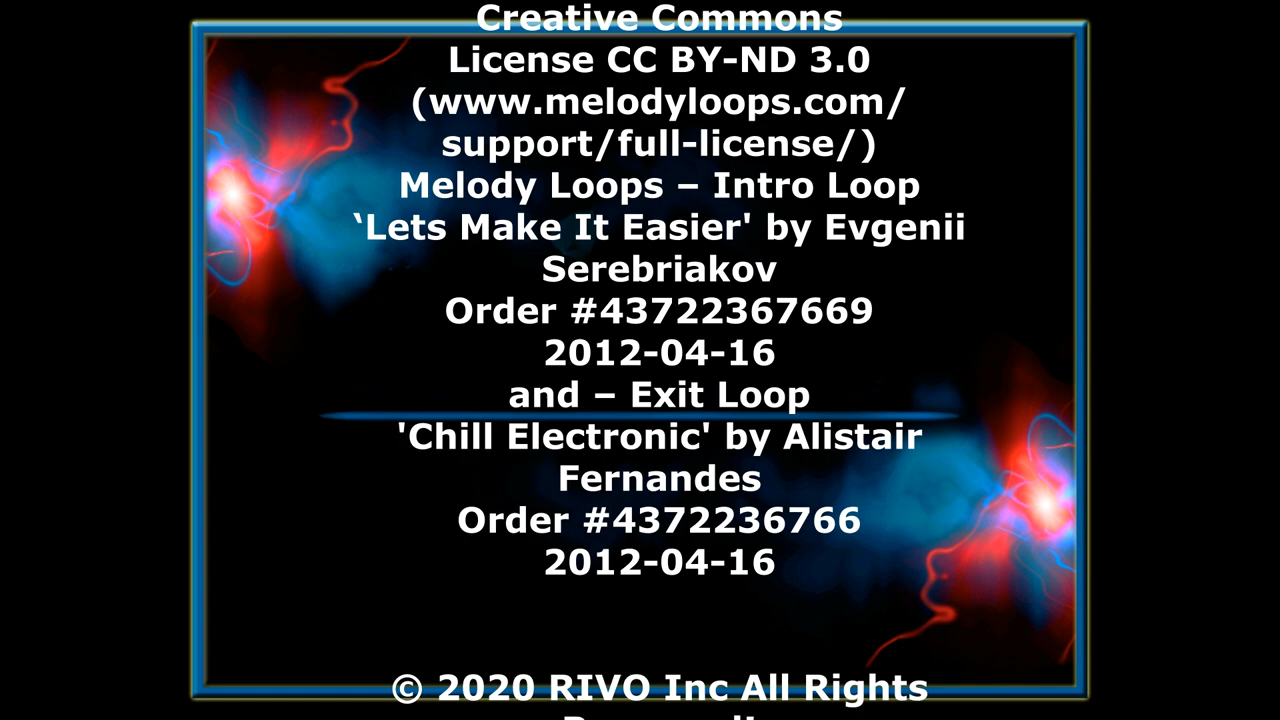 Creative Commons
License CC BY-ND 3.0
(www.melodyloops.com/
support/full-license/)
Melody Loops – Intro Loop
‘Lets Make It Easier' by Evgenii
Serebriakov
Order #43722367669
2012-04-16
and – Exit Loop
'Chill Electronic' by Alistair
Fernandes
Order #4372236766
2012-04-16
© 2020 RIVO Inc All Rights